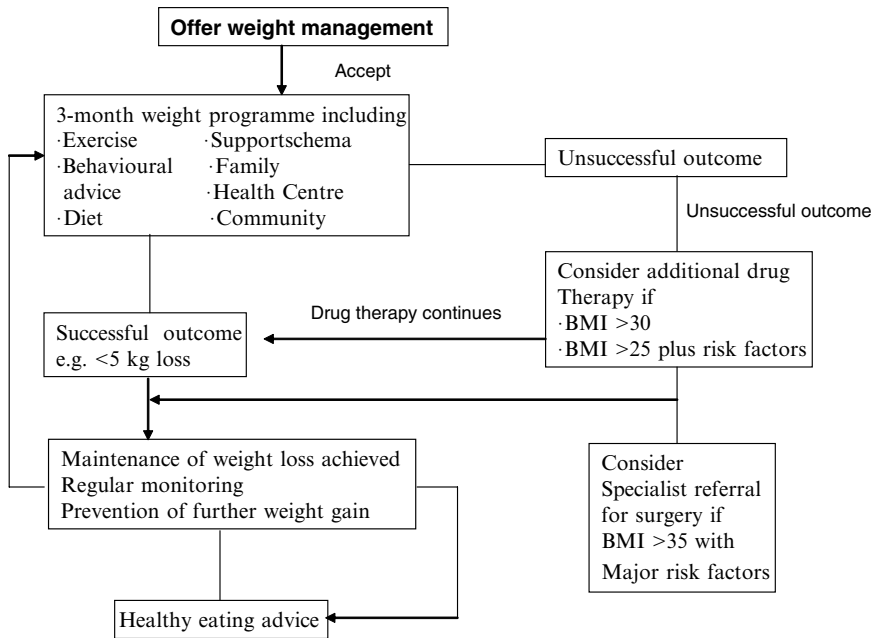 Offer weight management
Accept
3-month weight programme including
·Exercise ·Supportschema
·Behavioural ·Family
advice ·Health Centre
·Diet ·Community
Unsuccessful outcome
Unsuccessful outcome
Consider additional drug
Therapy if
·BMI >30
·BMI >25 plus risk factors
Drug therapy continues
Successful outcome
e.g. <5 kg loss
Maintenance of weight loss achieved
Regular monitoring
Prevention of further weight gain
Consider
Specialist referral
for surgery if
BMI >35 with
Major risk factors
Healthy eating advice